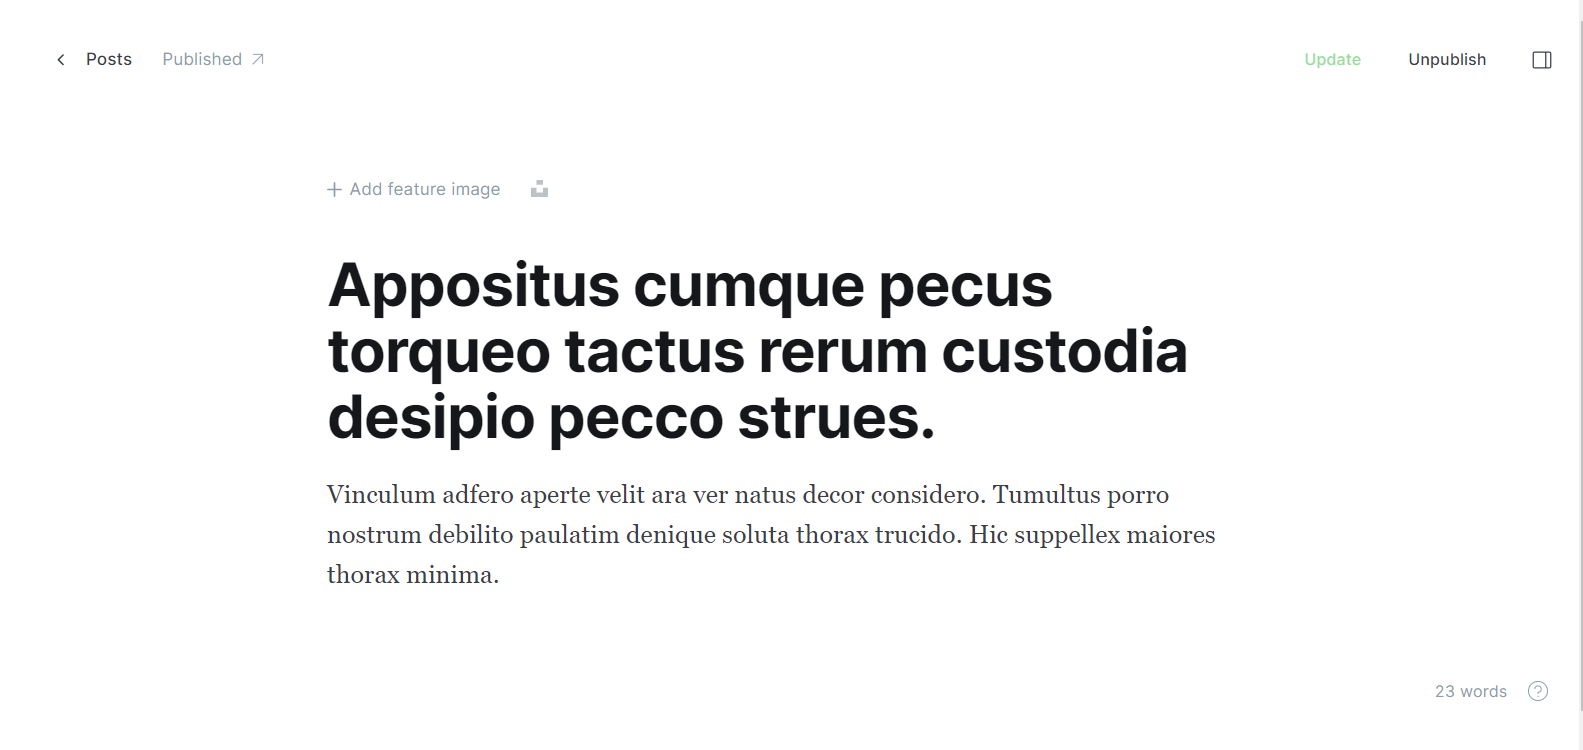 Posts Published Update Unpublish
Add feature image
Appositus cumque pecus
torqueo tactus rerum custodia
desipio pecco strues.
Vinculum adfero aperte velit ara ver natus decor considero. Tumultus porro
nostrum debilito paulatim denique soluta thorax trucido. Hic suppellex maiores
thorax minima.
23 words